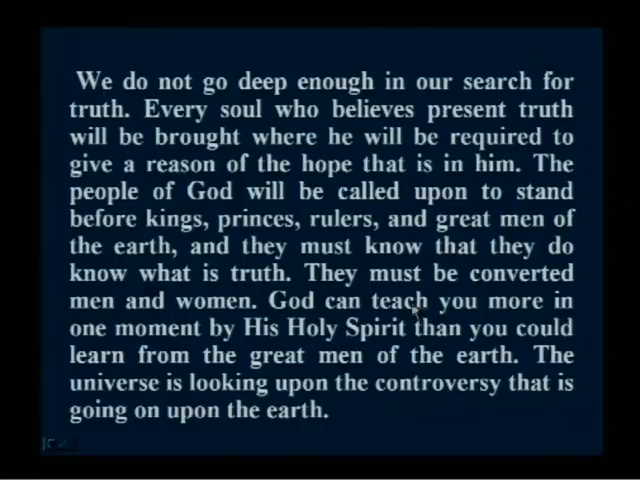 We do not go deep enough in our search for
truth. Every soul who believes present truth
will be brought where he will be required to
give a reason of the hope that is in him. The
people of God will be called upon to stand
before kings, princes, rulers, and great men of
the earth, and they must know that they do
know what is truth. They must be converted
men and women. God can teach you more in
one moment by His Holy Spirit than you could
learn from the great men of the earth. The
universe is looking upon the controversy that is
going on upon the earth.